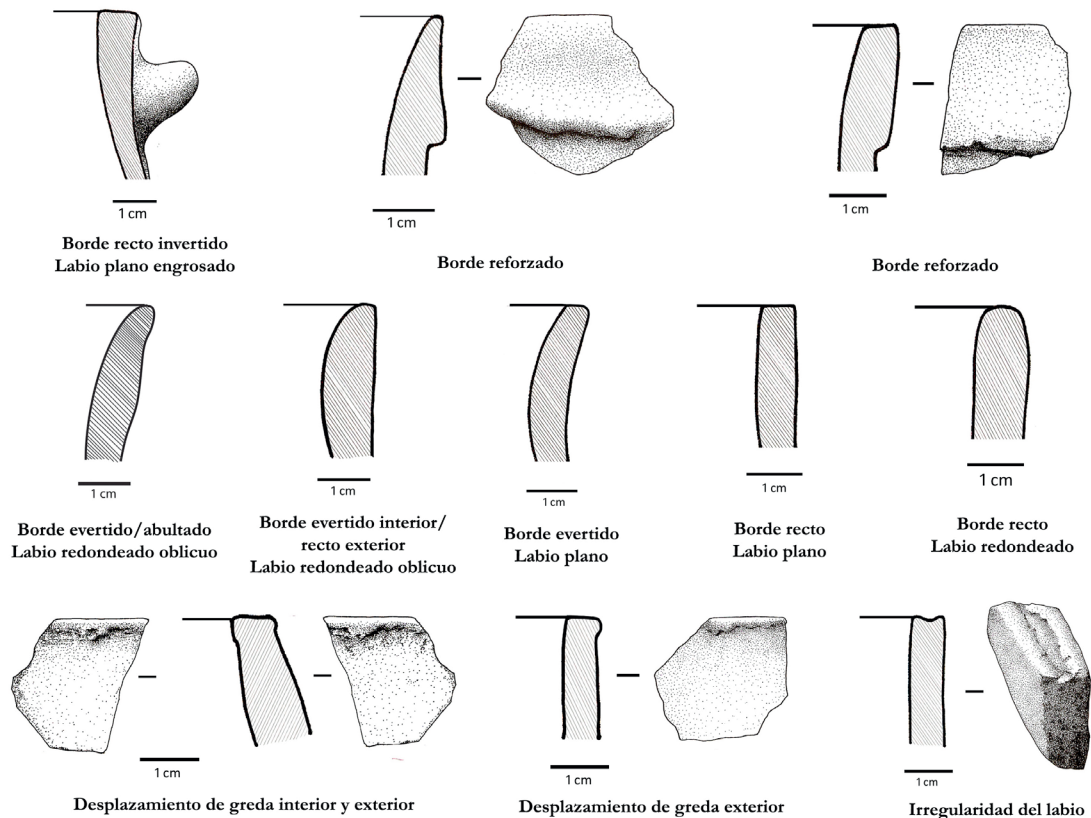 1 cm
Borde recto invertido
Labio plano engrosado
1 cm
Borde reforzado
1 cm
Borde reforzado
1 cm
Borde evertido/abultado
Labio redondeado oblicuo
1 cm
Borde evertido interior/
recto exterior
Labio redondeado oblicuo
1 cm
Borde evertido
Labio plano
1 cm
Borde recto
Labio plano
1 cm
Borde recto
Labio redondeado
1 cm
Desplazamiento de greda interior y exterior
1 cm
Desplazamiento de greda exterior
1 cm
Irregularidad del labio